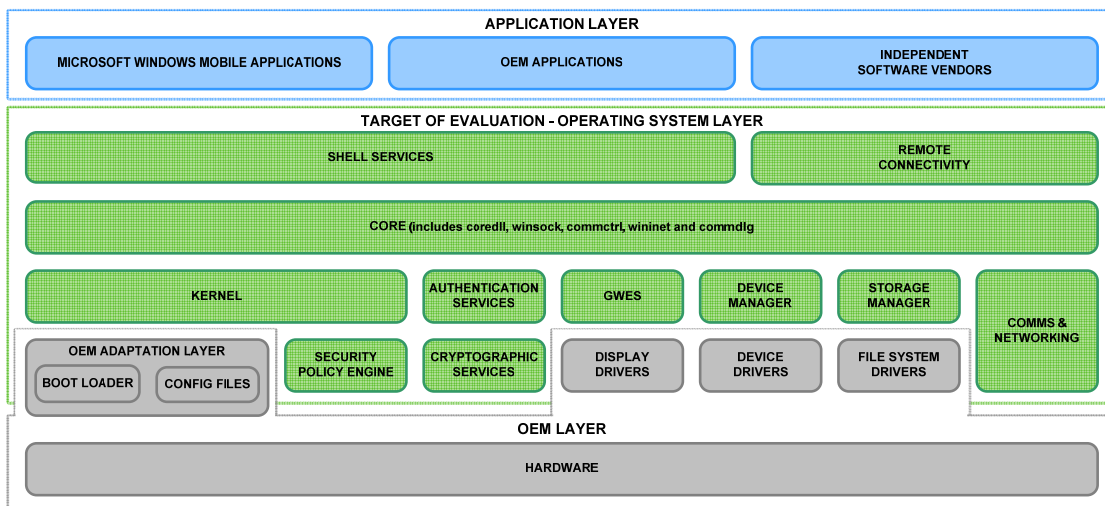 APPLICATION LAYER
MICROSOFT WINDOWS MOBILE APPLICATIONS
OEM APPLICATIONS
INDEPENDENT
SOFTWARE VENDORS
TARGET OF EVALUATION - OPERATING SYSTEM LAYER
SHELL SERVICES
REMOTE
CONNECTIVITY
CORE (includes coredll, winsock, commctrl, wininet and commdlg
KERNEL
AUTHENTICATION
SERVICES
GWES
DEVICE
MANAGER
STORAGE
MANAGER
COMMS &
NETWORKING
OEM ADAPTATION LAYER
BOOT LOADER
CONFIG FILES
SECURITY
POLICY ENGINE
CRYPTOGRAPHIC
SERVICES
DISPLAY
DRIVERS
DEVICE
DRIVERS
FILE SYSTEM
DRIVERS
OEM LAYER
HARDWARE